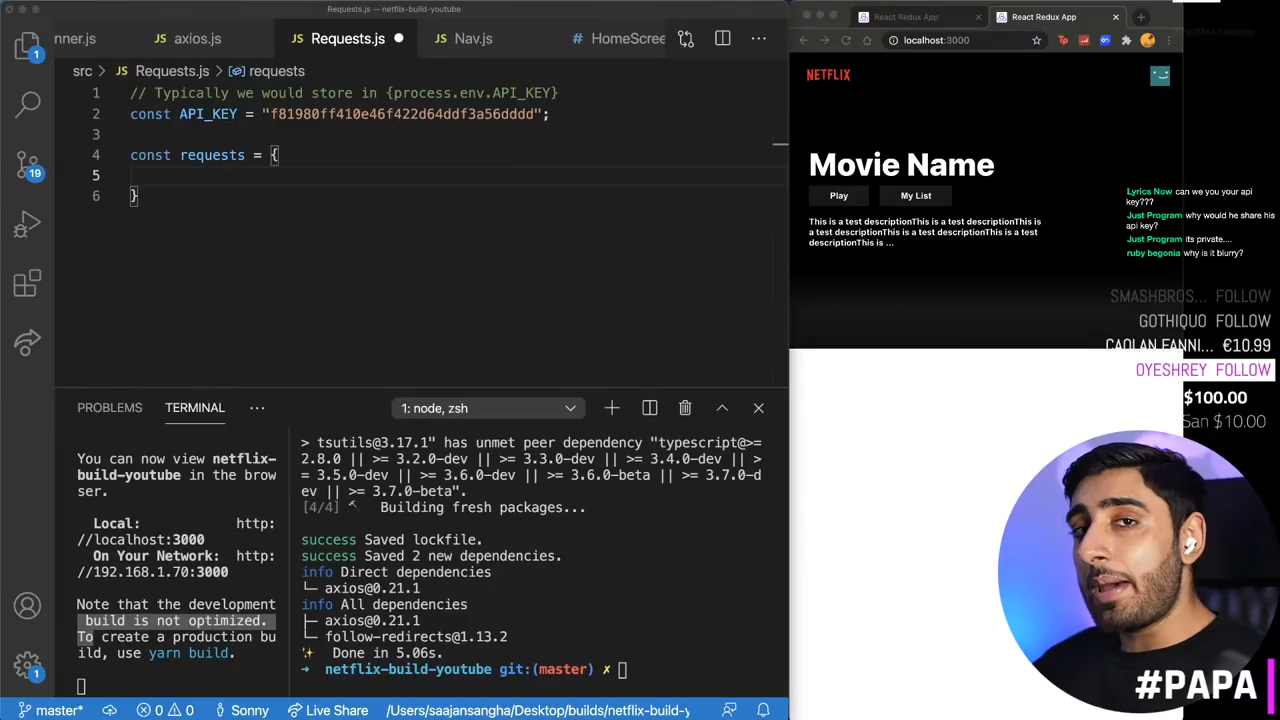 Requests.js — netflix-build-youtube
nner.js
axios.js
Requests.js
Nav.js
# HomeScree
src > JS Requests.js > requests
1 // Typically we would store in {process.env.API_KEY}
2 const API_KEY = "f81980ff410e46f422d64ddf3a56dddd";
3
4 const requests = {
5
6 }
PROBLEMS TERMINAL ...
1: node, zsh
You can now view netflix-
build-youtube in the brow
ser.
Local: http:
//localhost:3000
On Your Network: http:
//192.168.1.70:3000
Note that the development
build is not optimized.
To create a production bu
ild, use yarn build.
> tsutils@3.17.1" has unmet peer dependency "typescript@>=
2.8.0 || >= 3.2.0-dev || >= 3.3.0-dev || >= 3.4.0-dev || >
= 3.5.0-dev || >= 3.6.0-dev || >= 3.6.0-beta || >= 3.7.0-d
ev || >= 3.7.0-beta".
[4/4] Building fresh packages...
success Saved lockfile.
success Saved 2 new dependencies.
info Direct dependencies
└─ axios@0.21.1
info All dependencies
├─ axios@0.21.1
└─ follow-redirects@1.13.2
✨ Done in 5.06s.
➜ netflix-build-youtube git:(master) ✗
master* 0 0 Sonny Live Share /Users/saajansangha/Desktop/builds/netflix-build-y
1
19
1
React Redux App
React Redux App
localhost:3000
NETFLIX
Movie Name
Play
My List
This is a test descriptionThis is a test descriptionThis is
a test descriptionThis is a test descriptionThis is a test
descriptionThis is ...
Lyrics Now can we you your api
key???
Just Program why would he share his
api key?
Just Program its private....
ruby begonia why is it blurry?
SMASHBROS... FOLLOW
GOTHIQUO FOLLOW
CAOLAN FANNI... €10.99
OYESHREY FOLLOW
$100.00
San $10.00
#PAPA